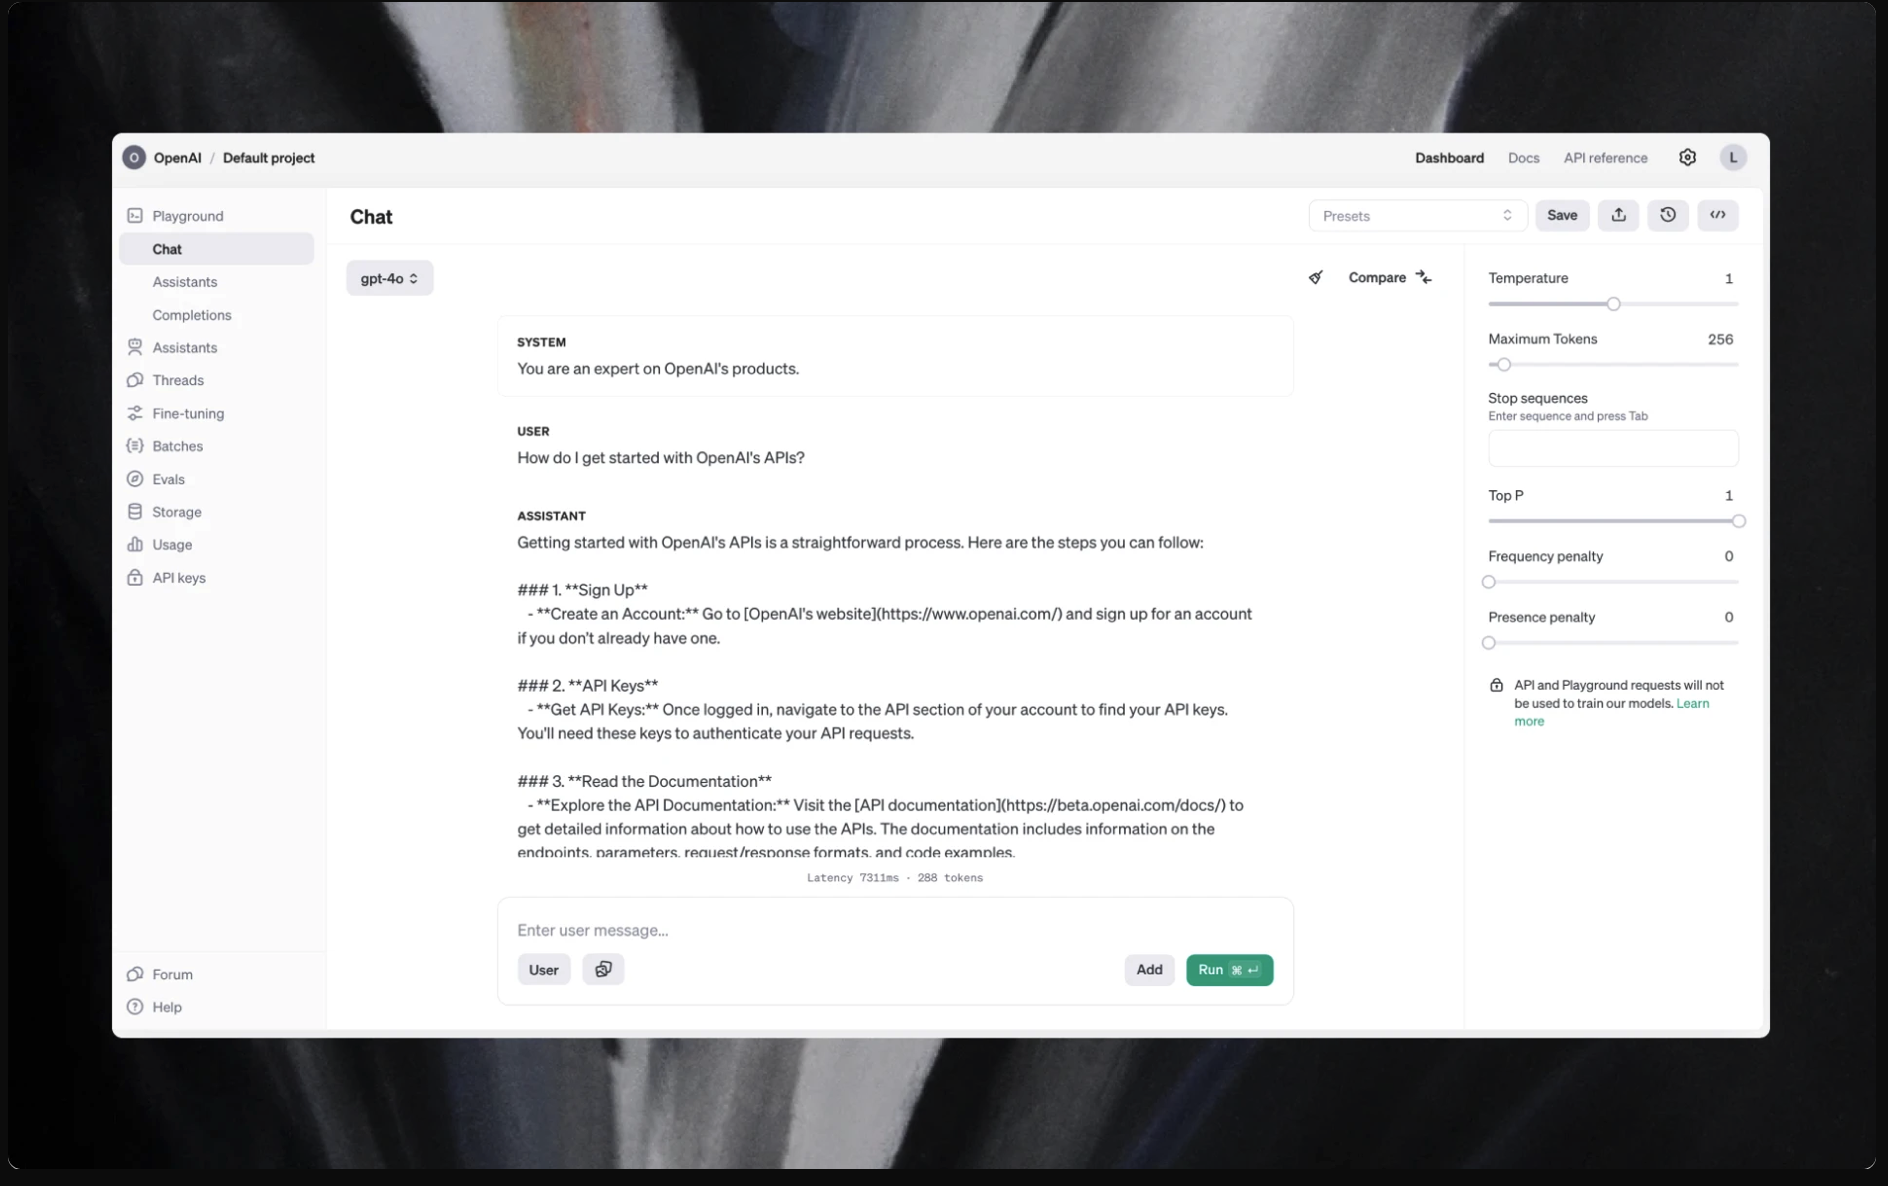 O OpenAI / Default project
Dashboard Docs API reference L
Playground
Chat
Assistants
Completions
Assistants
Threads
Fine-tuning
Batches
Evals
Storage
Usage
API keys
Forum
Help
Chat
Presets Save
gpt-4o
Compare
SYSTEM
You are an expert on OpenAI's products.
USER
How do I get started with OpenAI's APIs?
ASSISTANT
Getting started with OpenAI's APIs is a straightforward process. Here are the steps you can follow:
### 1. **Sign Up**
- **Create an Account:** Go to [OpenAI's website](https://www.openai.com/) and sign up for an account
if you don't already have one.
### 2. **API Keys**
- **Get API Keys:** Once logged in, navigate to the API section of your account to find your API keys.
You'll need these keys to authenticate your API requests.
### 3. **Read the Documentation**
- **Explore the API Documentation:** Visit the [API documentation](https://beta.openai.com/docs/) to
get detailed information about how to use the APIs. The documentation includes information on the
endpoints, parameters, request/response formats, and code examples.
Latency 7311ms · 288 tokens
Enter user message...
User
Add
Run ⌘ ↵
Temperature 1
Maximum Tokens 256
Stop sequences
Enter sequence and press Tab
Top P 1
Frequency penalty 0
Presence penalty 0
API and Playground requests will not
be used to train our models. Learn
more